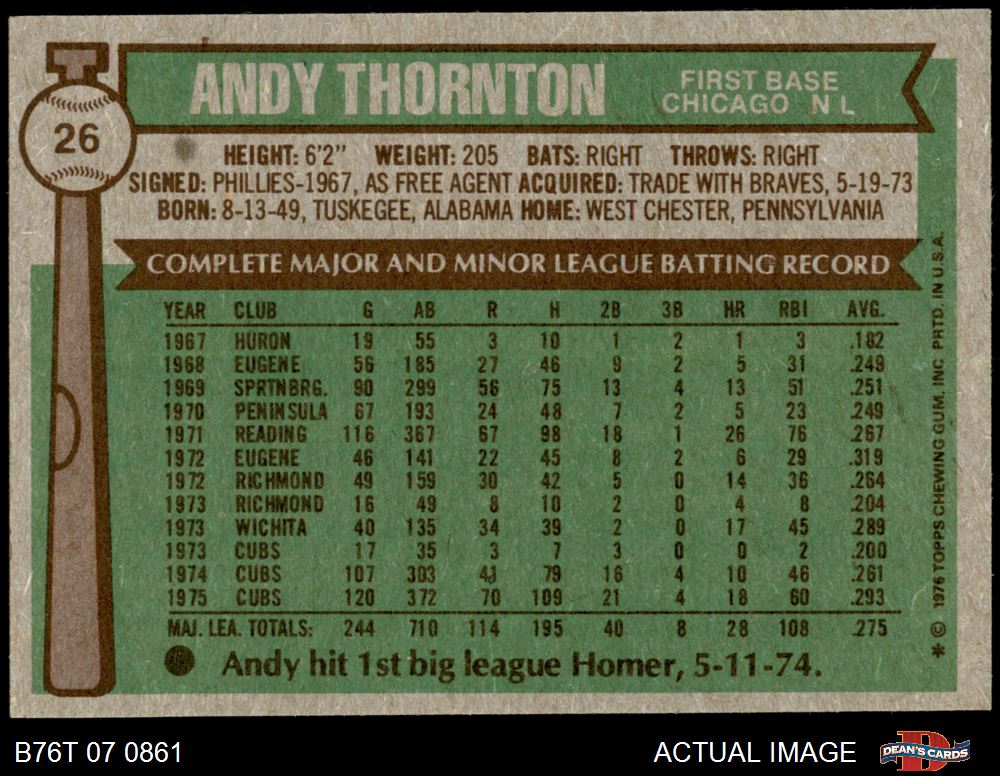 ANDY THORNTON
FIRST BASE
CHICAGO N L
26
HEIGHT: 6'2" WEIGHT: 205 BATS: RIGHT THROWS: RIGHT
SIGNED: PHILLIES-1967, AS FREE AGENT ACQUIRED: TRADE WITH BRAVES, 5-19-73
BORN: 8-13-49, TUSKEGEE, ALABAMA HOME: WEST CHESTER, PENNSYLVANIA
COMPLETE MAJOR AND MINOR LEAGUE BATTING RECORD
YEAR CLUB G AB R H 2B 3B HR RBI AVG.
1967 HURON 19 55 3 10 1 2 1 3 .182
1968 EUGENE 56 185 27 46 9 2 5 31 .249
1969 SPRTNBRG. 90 299 56 75 13 4 13 51 .251
1970 PENINSULA 67 193 24 48 7 2 5 23 .249
1971 READING 116 367 67 98 18 1 26 76 .267
1972 EUGENE 46 141 22 45 8 2 6 29 .319
1972 RICHMOND 49 159 30 42 5 0 14 36 .264
1973 RICHMOND 16 49 8 10 2 0 4 8 .204
1973 WICHITA 40 135 34 39 2 0 17 45 .289
1973 CUBS 17 35 3 7 3 0 0 2 .200
1974 CUBS 107 303 41 79 16 4 10 46 .261
1975 CUBS 120 372 70 109 21 4 18 60 .293
MAJ. LEA. TOTALS: 244 710 114 195 40 8 28 108 .275
Andy hit 1st big league Homer, 5-11-74.
* © 1976 TOPPS CHEWING GUM, INC PRTD. IN U.S.A.
B76T 07 0861
ACTUAL IMAGE
DEAN'S CARDS